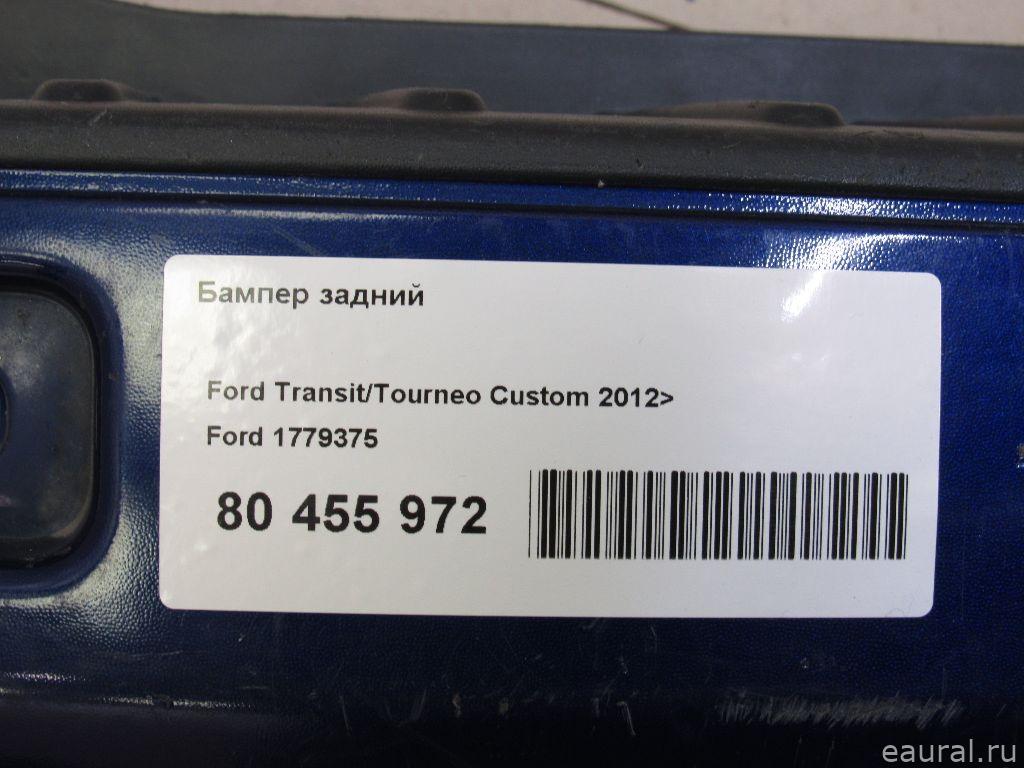 Бампер задний
Ford Transit/Tourneo Custom 2012>
Ford 1779375
80 455 972
eaural.ru